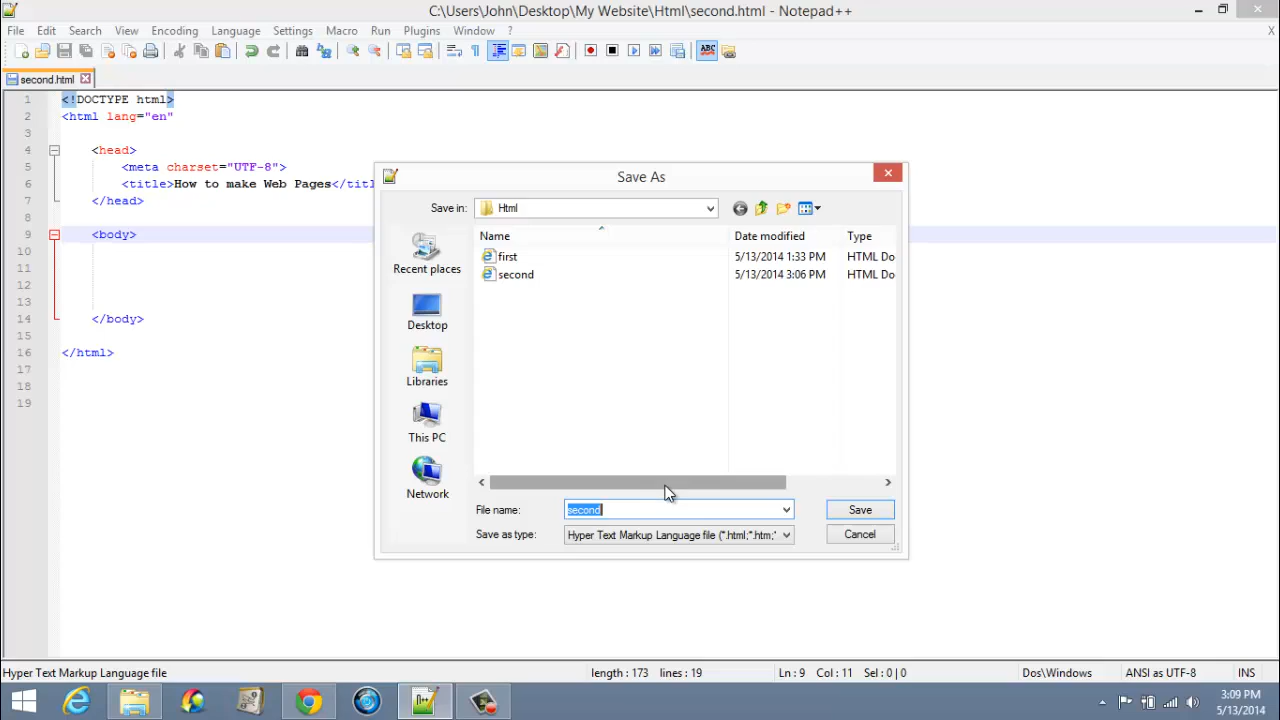 C:\Users\John\Desktop\My Website\Html\second.html - Notepad++
File Edit Search View Encoding Language Settings Macro Run Plugins Window ? X
ABC
second.html
1 <!DOCTYPE html>
2 <html lang="en"
3
4 <head>
5 <meta charset="UTF-8">
6 <title>How to make Web Pages</titl
7 </head>
8
9 <body>
10
11
12
13
14 </body>
15
16 </html>
17
18
19
Save As
Save in: Html
Recent places
Desktop
Libraries
This PC
Network
Name Date modified Type
first 5/13/2014 1:33 PM HTML Do
second 5/13/2014 3:06 PM HTML Do
File name: second Save
Save as type: Hyper Text Markup Language file (*.html;*.htm;* Cancel
Hyper Text Markup Language file length : 173 lines : 19 Ln : 9 Col : 11 Sel : 0 | 0 Dos\Windows ANSI as UTF-8 INS
3:09 PM
5/13/2014